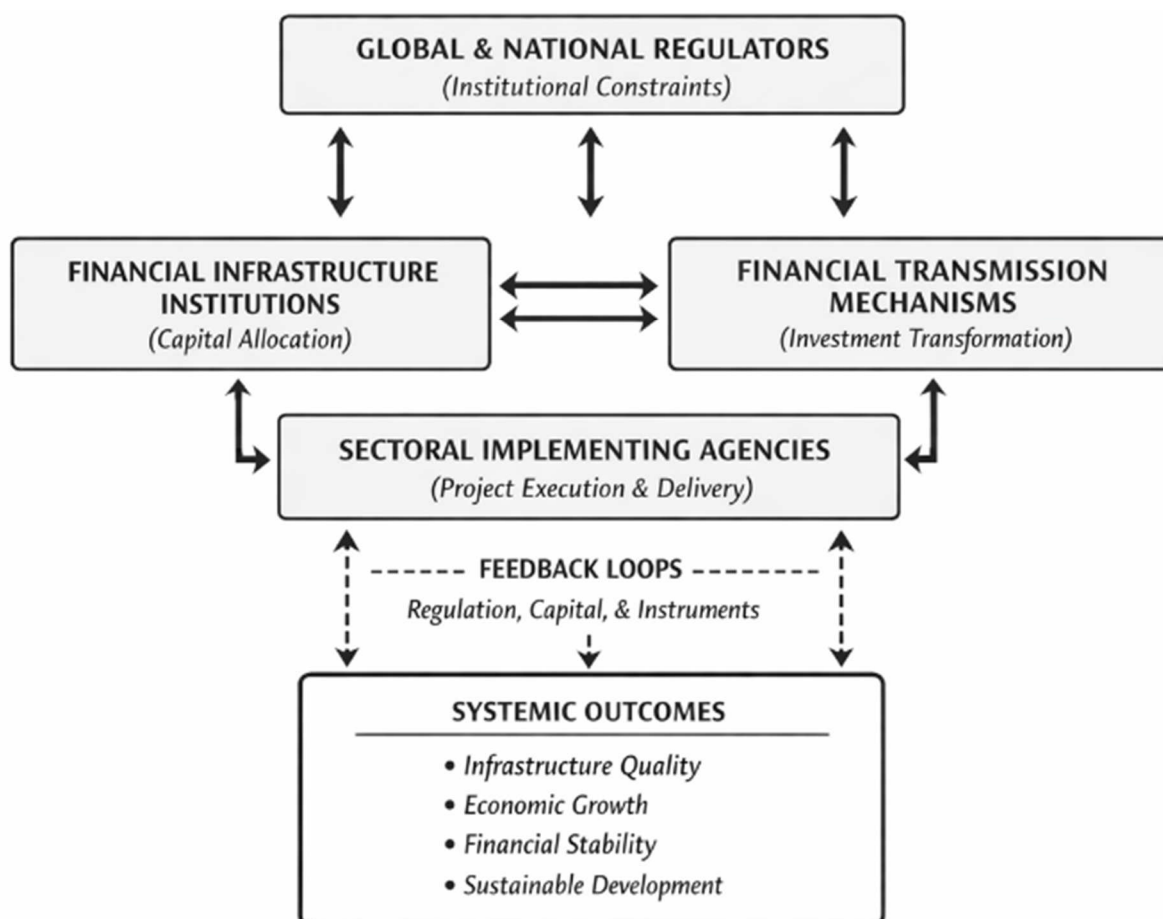 GLOBAL & NATIONAL REGULATORS
(Institutional Constraints)
FINANCIAL INFRASTRUCTURE
INSTITUTIONS
(Capital Allocation)
FINANCIAL TRANSMISSION
MECHANISMS
(Investment Transformation)
SECTORAL IMPLEMENTING AGENCIES
(Project Execution & Delivery)
FEEDBACK LOOPS
Regulation, Capital, & Instruments
SYSTEMIC OUTCOMES
• Infrastructure Quality
• Economic Growth
• Financial Stability
• Sustainable Development